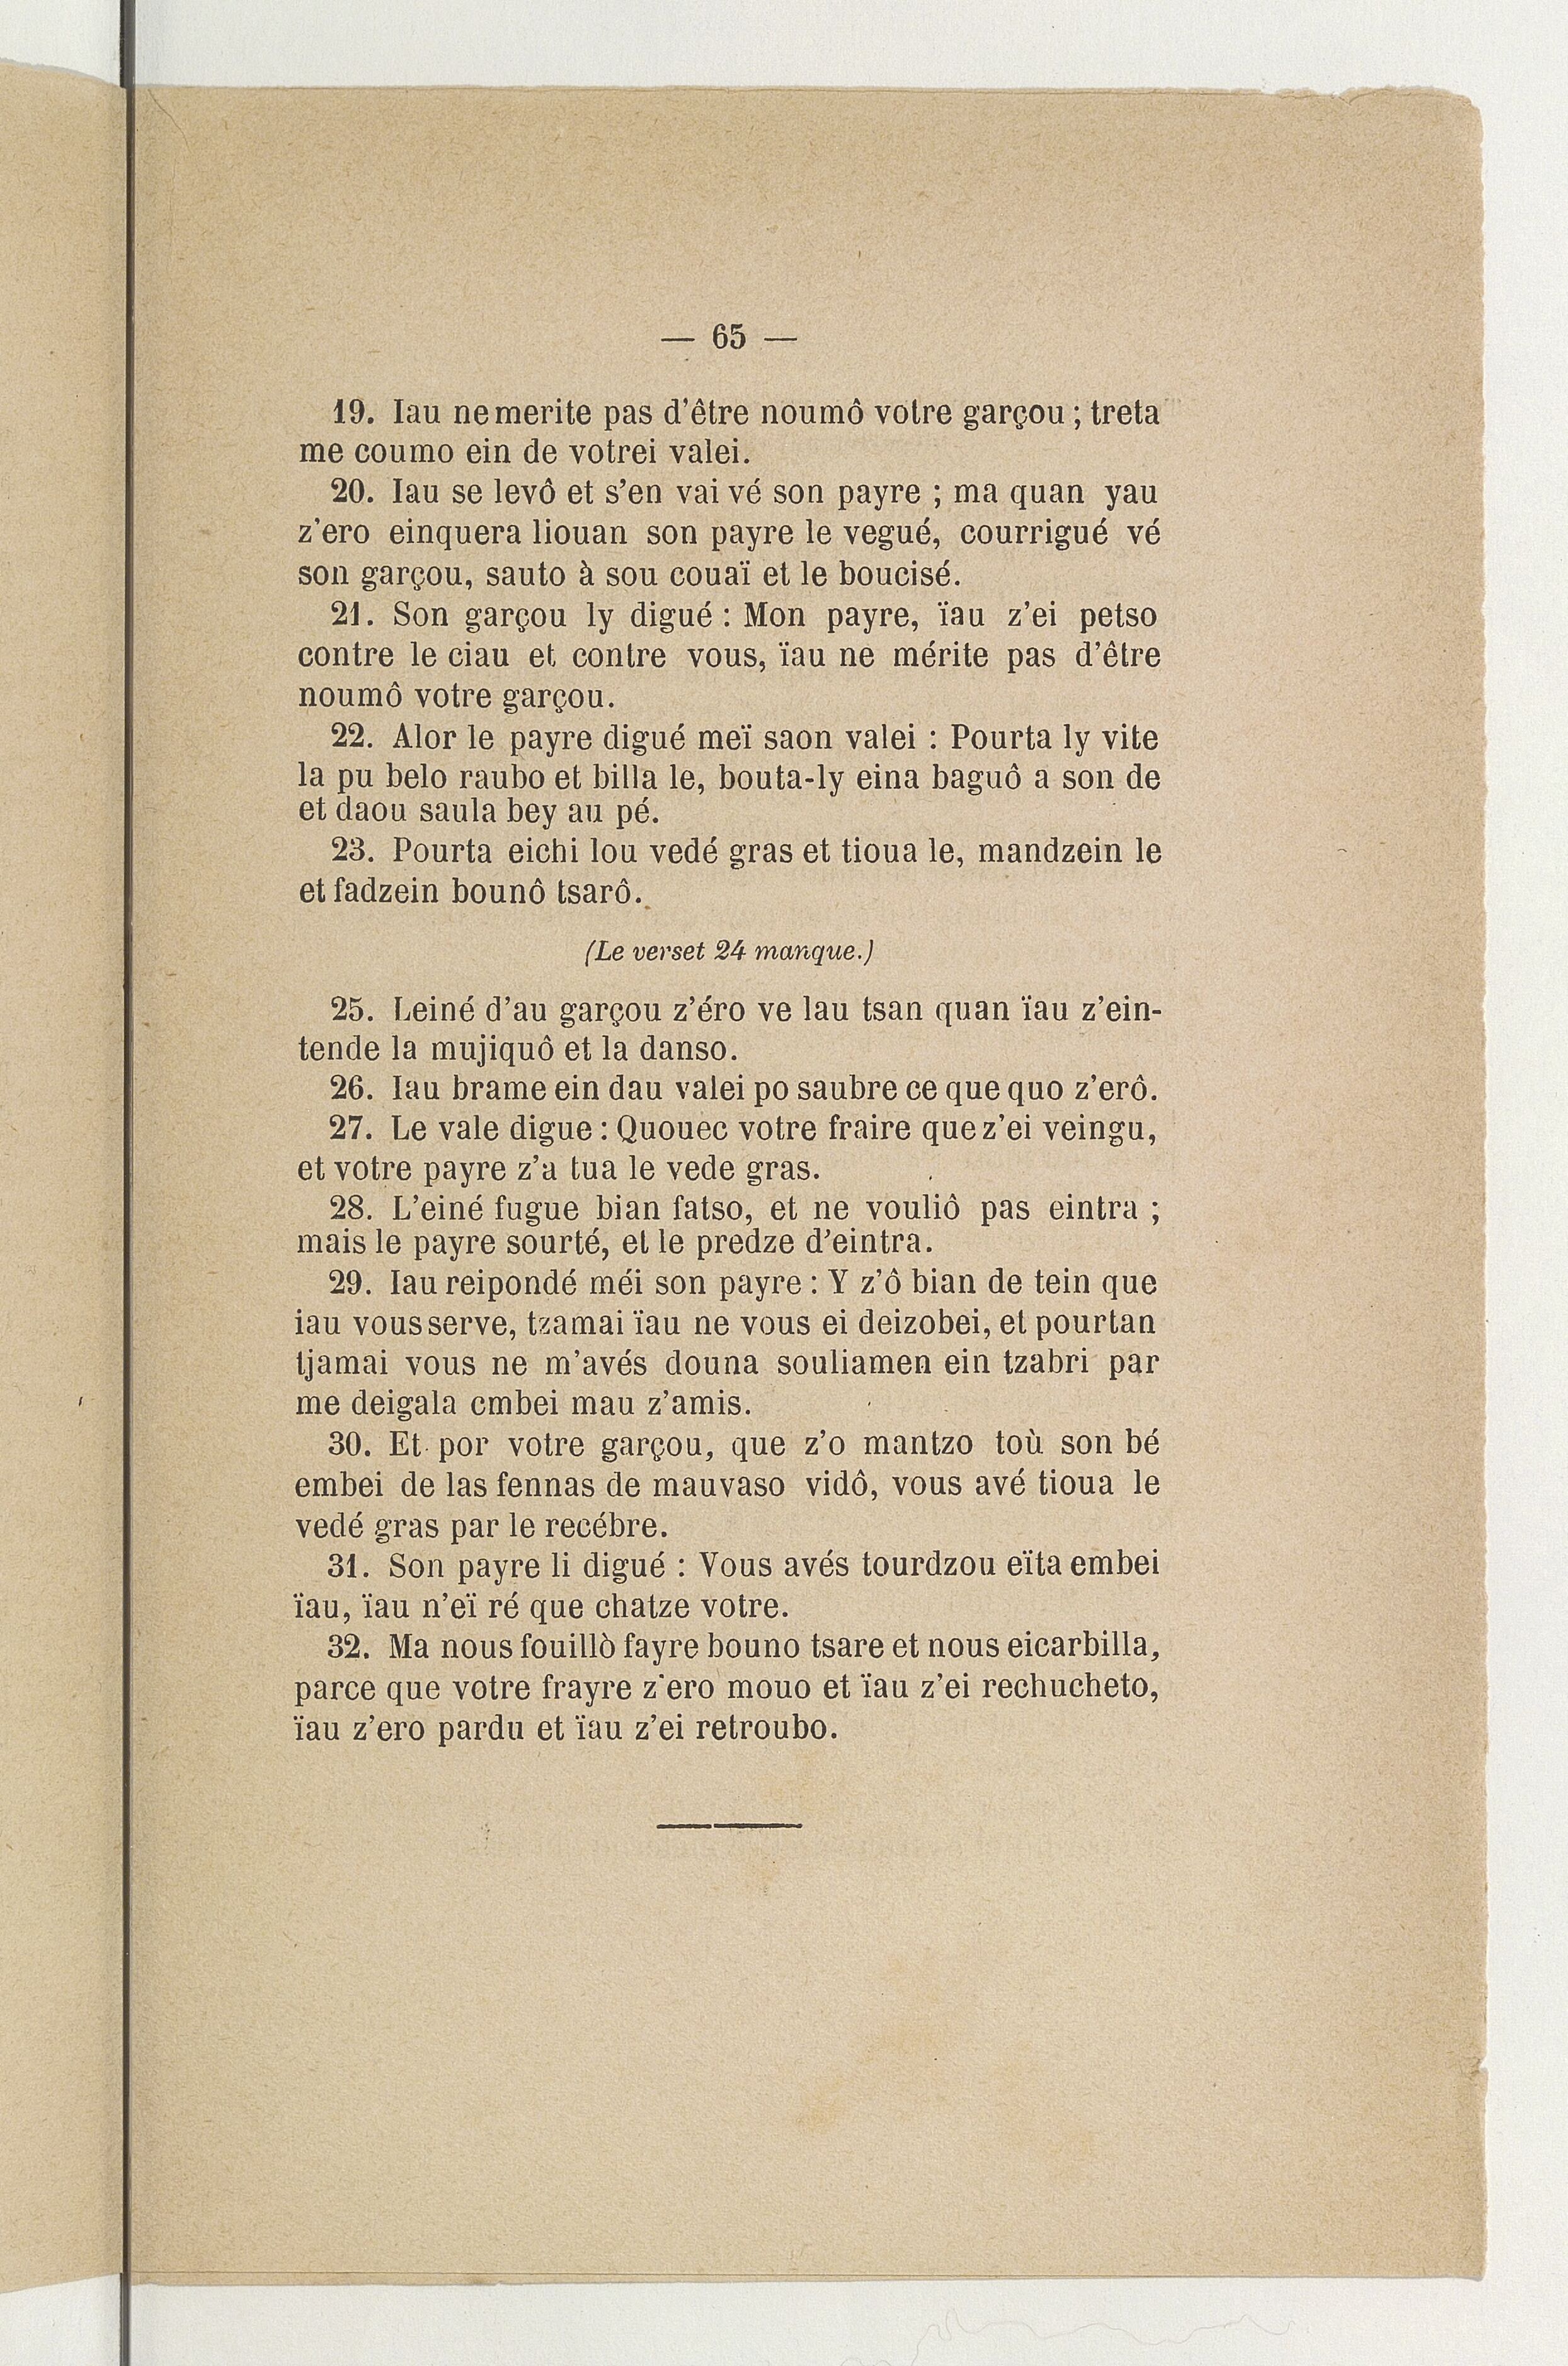 — 65 —
19. Iau ne merite pas d'être noumô votre garçou ; treta
me coumo ein de votrei valei.
20. Iau se levô et s'en vai vé son payre ; ma quan yau
z'ero einquera liouan son payre le vegué, courrigué vé
son garçou, sauto à sou couaï et le boucisé.
21. Son garçou ly digué : Mon payre, ïau z'ei petso
contre le ciau et contre vous, ïau ne mérite pas d'être
noumô votre garçou.
22. Alor le payre digué meï saon valei : Pourta ly vite
la pu belo raubo et billa le, bouta-ly eina baguô a son de
et daou saula bey au pé.
23. Pourta eichi lou vedé gras et tioua le, mandzein le
et fadzein bounô tsarô.
(Le verset 24 manque.)
25. Leiné d'au garçou z'éro ve lau tsan quan ïau z'ein-
tende la mujiquô et la danso.
26. Iau brame ein dau valei po saubre ce que quo z'erô.
27. Le vale digue : Quouec votre fraire que z'ei veingu,
et votre payre z'a tua le vede gras.
28. L'einé fugue bian fatso, et ne vouliô pas eintra ;
mais le payre sourté, et le predze d'eintra.
29. Iau reipondé méi son payre : Y z'ô bian de tein que
iau vous serve, tzamai ïau ne vous ei deizobei, et pourtan
tjamai vous ne m'avés douna souliamen ein tzabri par
me deigala cmbei mau z'amis.
30. Et por votre garçou, que z'o mantzo toù son bé
embei de las fennas de mauvaso vidô, vous avé tioua le
vedé gras par le recébre.
31. Son payre li digué : Vous avés tourdzou eïta embei
ïau, ïau n'eï ré que chatze votre.
32. Ma nous fouillò fayre bouno tsare et nous eicarbilla,
parce que votre frayre z'ero mouo et ïau z'ei rechucheto,
ïau z'ero pardu et ïau z'ei retroubo.